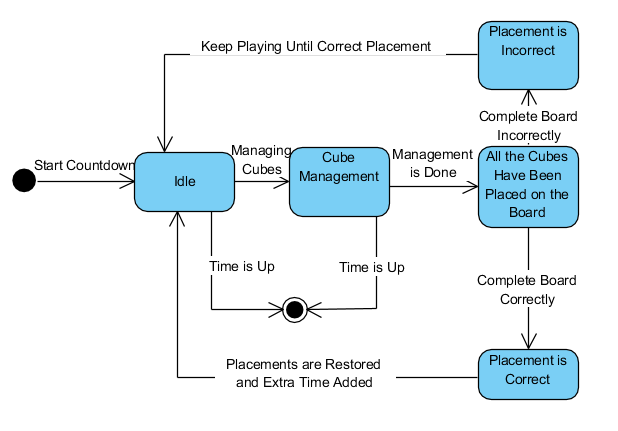 Placement is
Incorrect
Keep Playing Until Correct Placement
Complete Board
Incorrectly
Start Countdown
Idle
Managing
Cubes
Cube
Management
Management
is Done
All the Cubes
Have Been
Placed on the
Board
Time is Up
Time is Up
Complete Board
Correctly
Placements are Restored
and Extra Time Added
Placement is
Correct